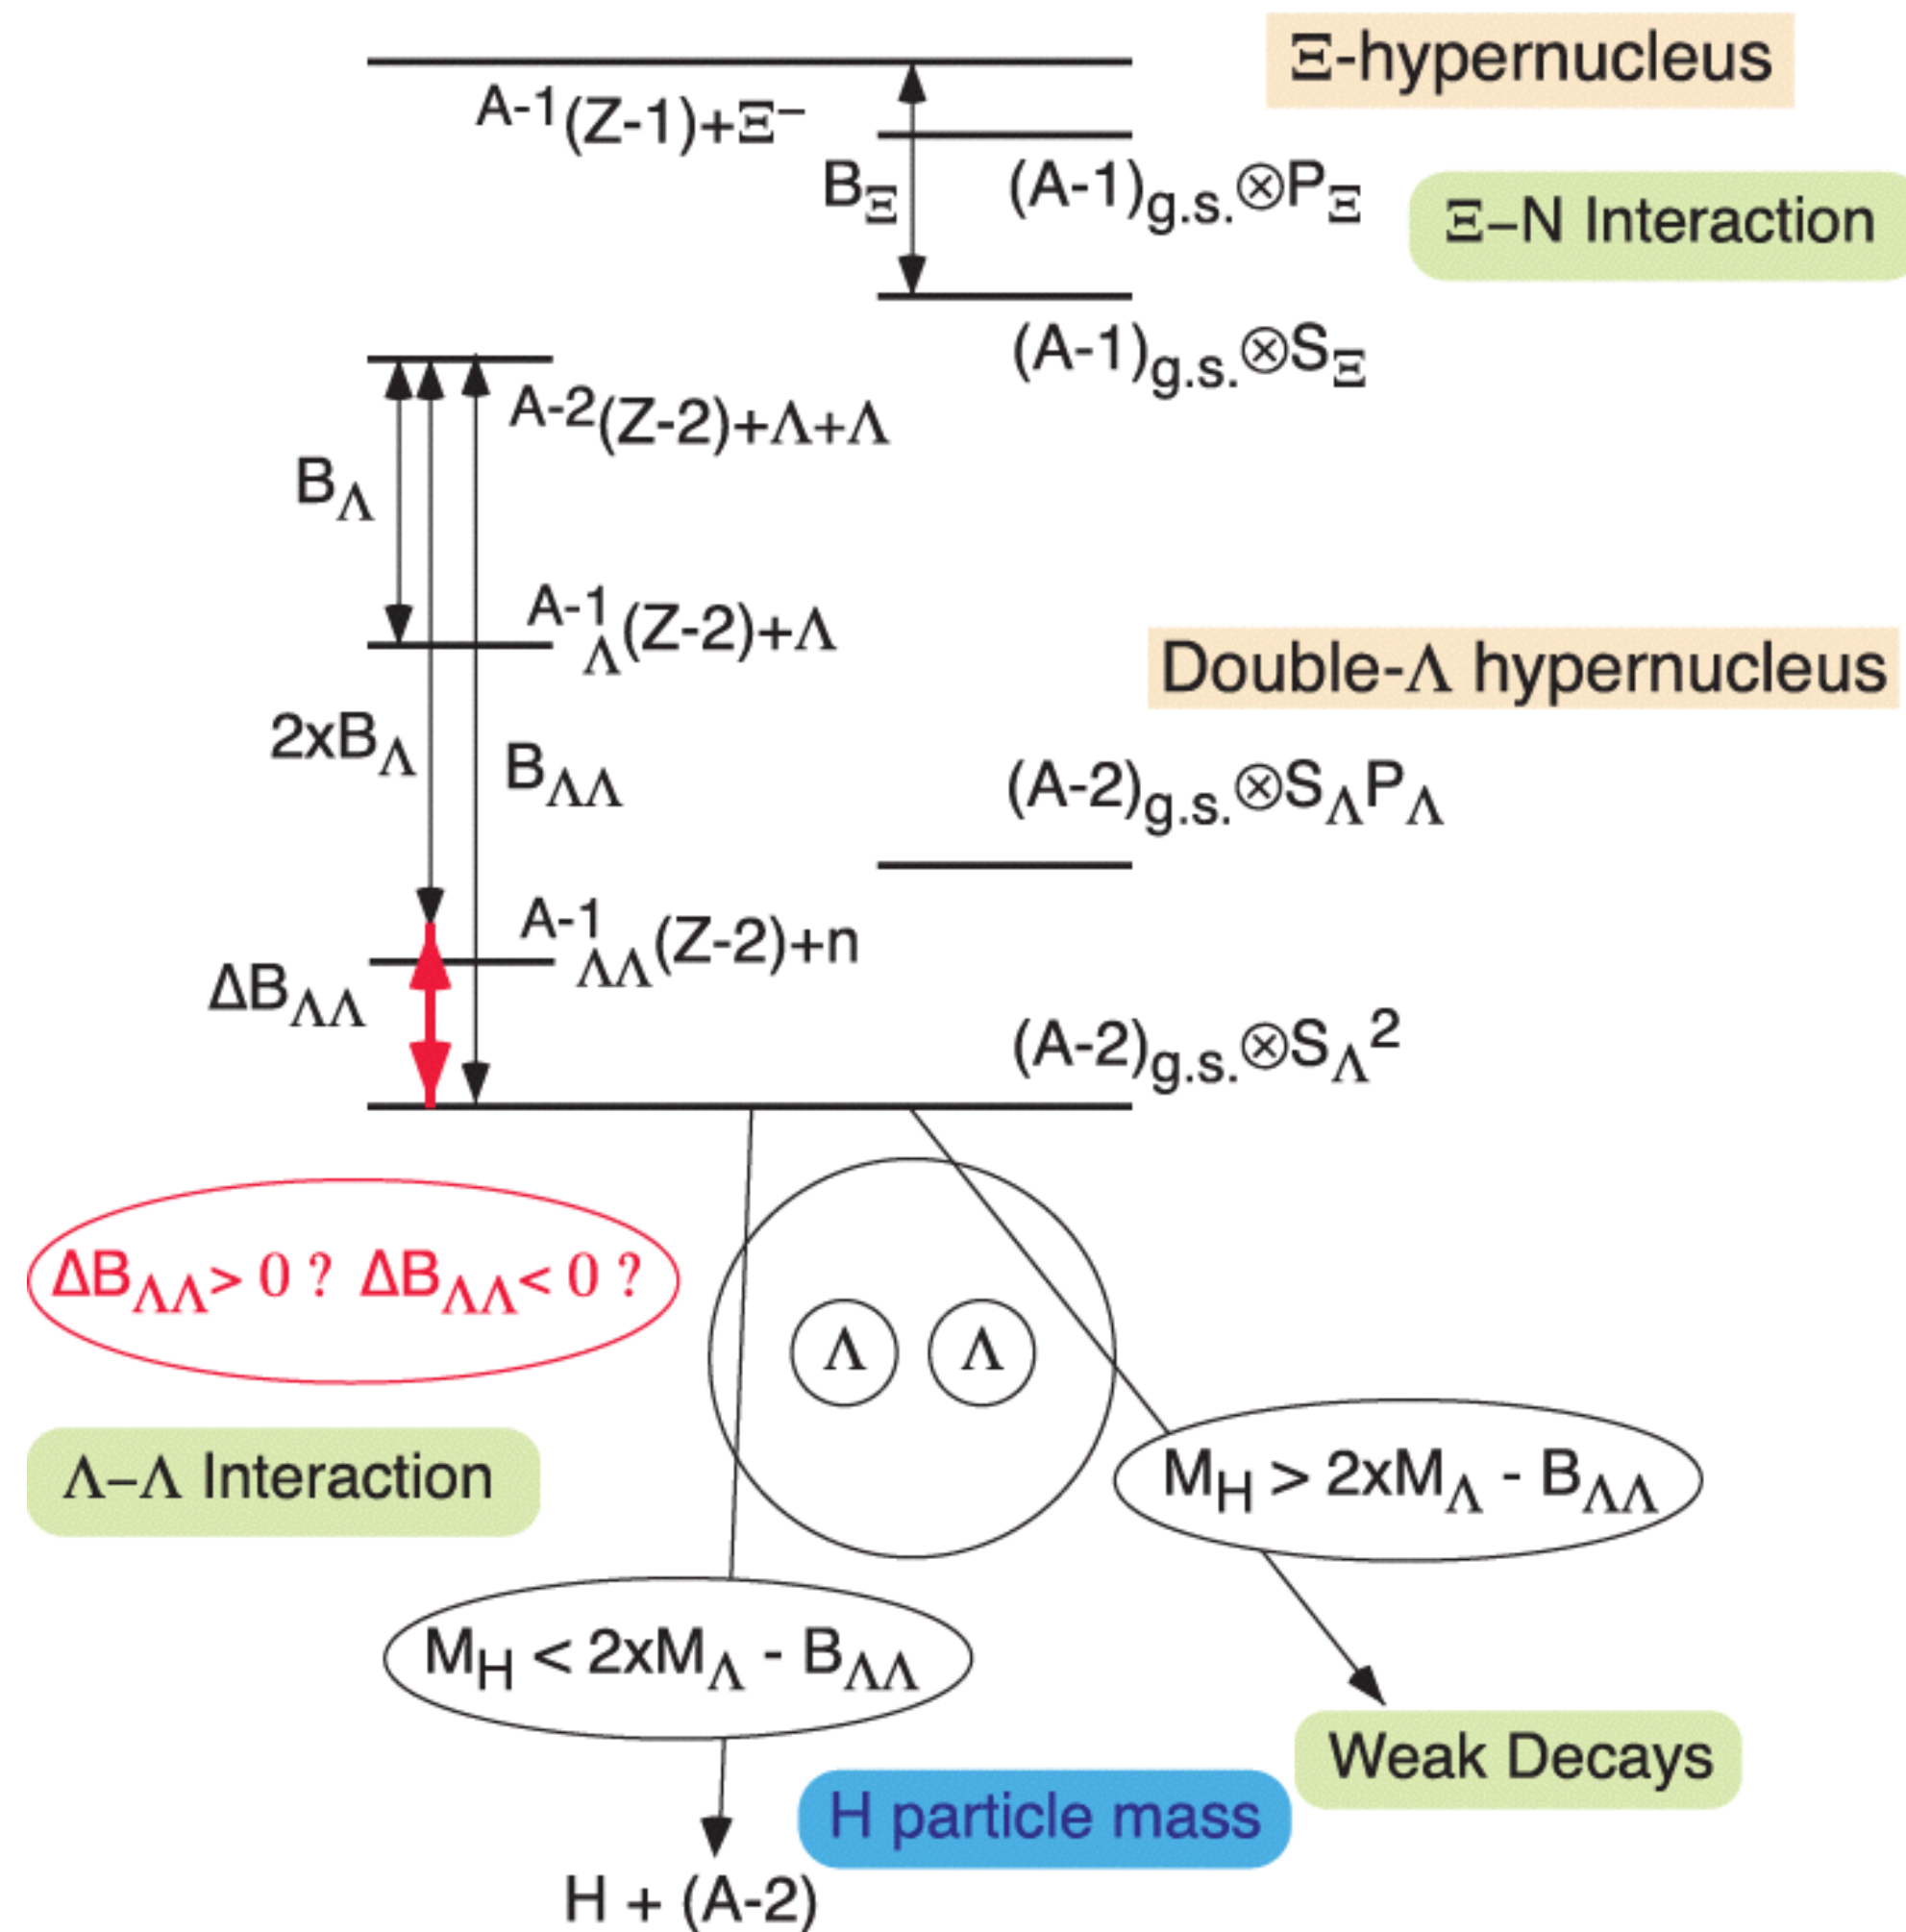 Ξ-hypernucleus
A-1(Z-1)+Ξ−
BΞ
(A-1)g.s.⊗PΞ
Ξ−N Interaction
(A-1)g.s.⊗SΞ
A-2(Z-2)+Λ+Λ
BΛ
A-1Λ(Z-2)+Λ
Double-Λ hypernucleus
2xBΛ
BΛΛ
(A-2)g.s.⊗SΛPΛ
A-1ΛΛ(Z-2)+n
ΔBΛΛ
(A-2)g.s.⊗SΛ2
ΔBΛΛ> 0 ? ΔBΛΛ< 0 ?
Λ Λ
Λ−Λ Interaction
MH > 2xMΛ - BΛΛ
MH < 2xMΛ - BΛΛ
Weak Decays
H particle mass
H + (A-2)